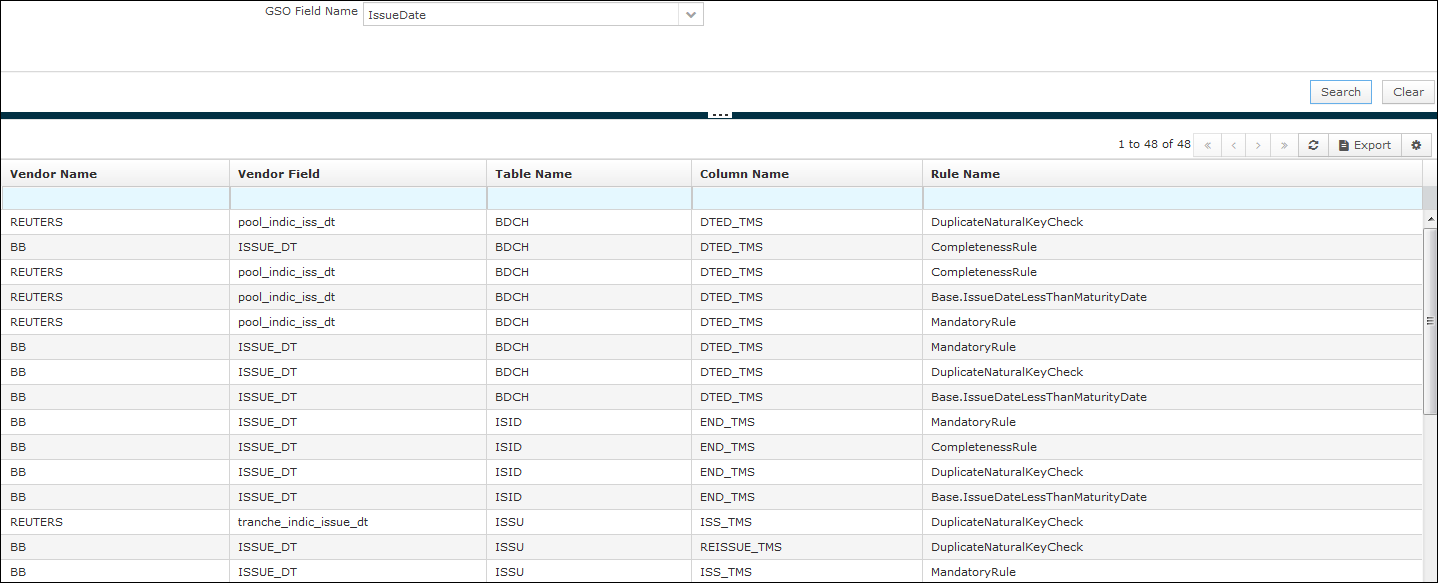 GSO Field Name IssueDate
Search Clear
1 to 48 of 48 « ‹ › » Export
Vendor Name Vendor Field Table Name Column Name Rule Name
REUTERS pool_indic_iss_dt BDCH DTED_TMS DuplicateNaturalKeyCheck
BB ISSUE_DT BDCH DTED_TMS CompletenessRule
REUTERS pool_indic_iss_dt BDCH DTED_TMS CompletenessRule
REUTERS pool_indic_iss_dt BDCH DTED_TMS Base.IssueDateLessThanMaturityDate
REUTERS pool_indic_iss_dt BDCH DTED_TMS MandatoryRule
BB ISSUE_DT BDCH DTED_TMS MandatoryRule
BB ISSUE_DT BDCH DTED_TMS DuplicateNaturalKeyCheck
BB ISSUE_DT BDCH DTED_TMS Base.IssueDateLessThanMaturityDate
BB ISSUE_DT ISID END_TMS MandatoryRule
BB ISSUE_DT ISID END_TMS CompletenessRule
BB ISSUE_DT ISID END_TMS DuplicateNaturalKeyCheck
BB ISSUE_DT ISID END_TMS Base.IssueDateLessThanMaturityDate
REUTERS tranche_indic_issue_dt ISSU ISS_TMS DuplicateNaturalKeyCheck
BB ISSUE_DT ISSU REISSUE_TMS DuplicateNaturalKeyCheck
BB ISSUE_DT ISSU ISS_TMS MandatoryRule